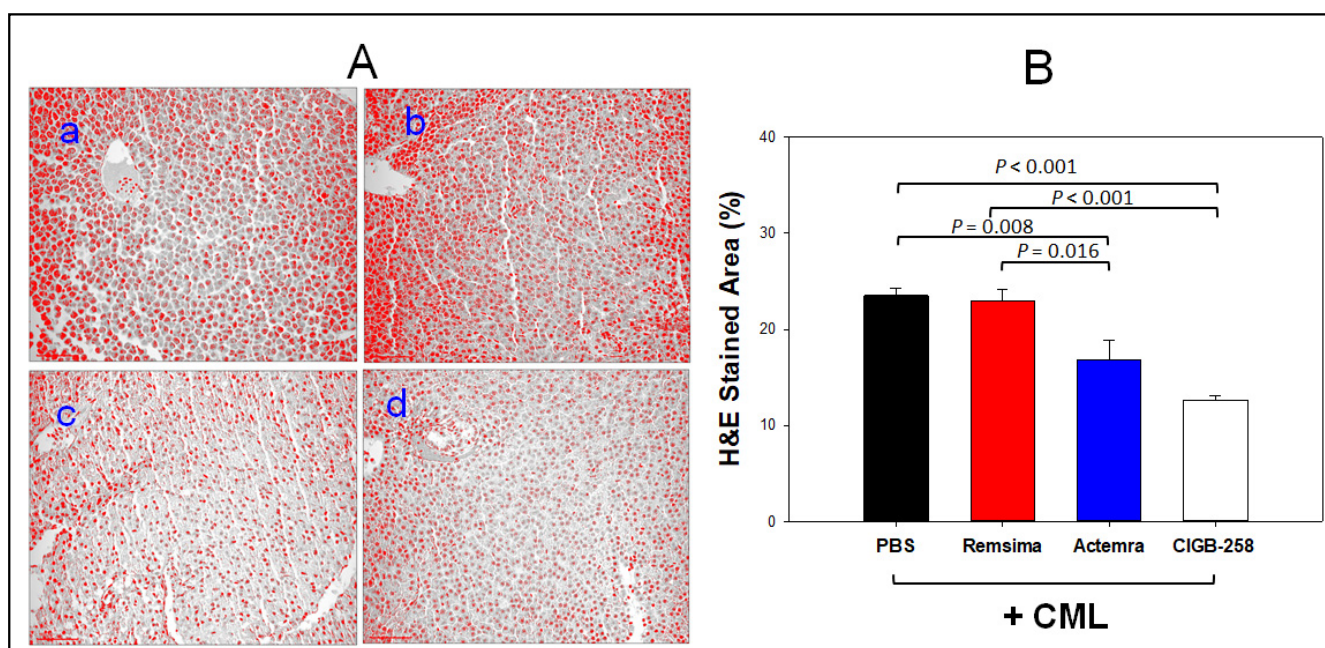 A
B
a
b
c
d
H&E Stained Area (%)
40
30
20
10
0
P < 0.001
P < 0.001
P = 0.008
P = 0.016
PBS Remsima Actemra CIGB-258
+ CML